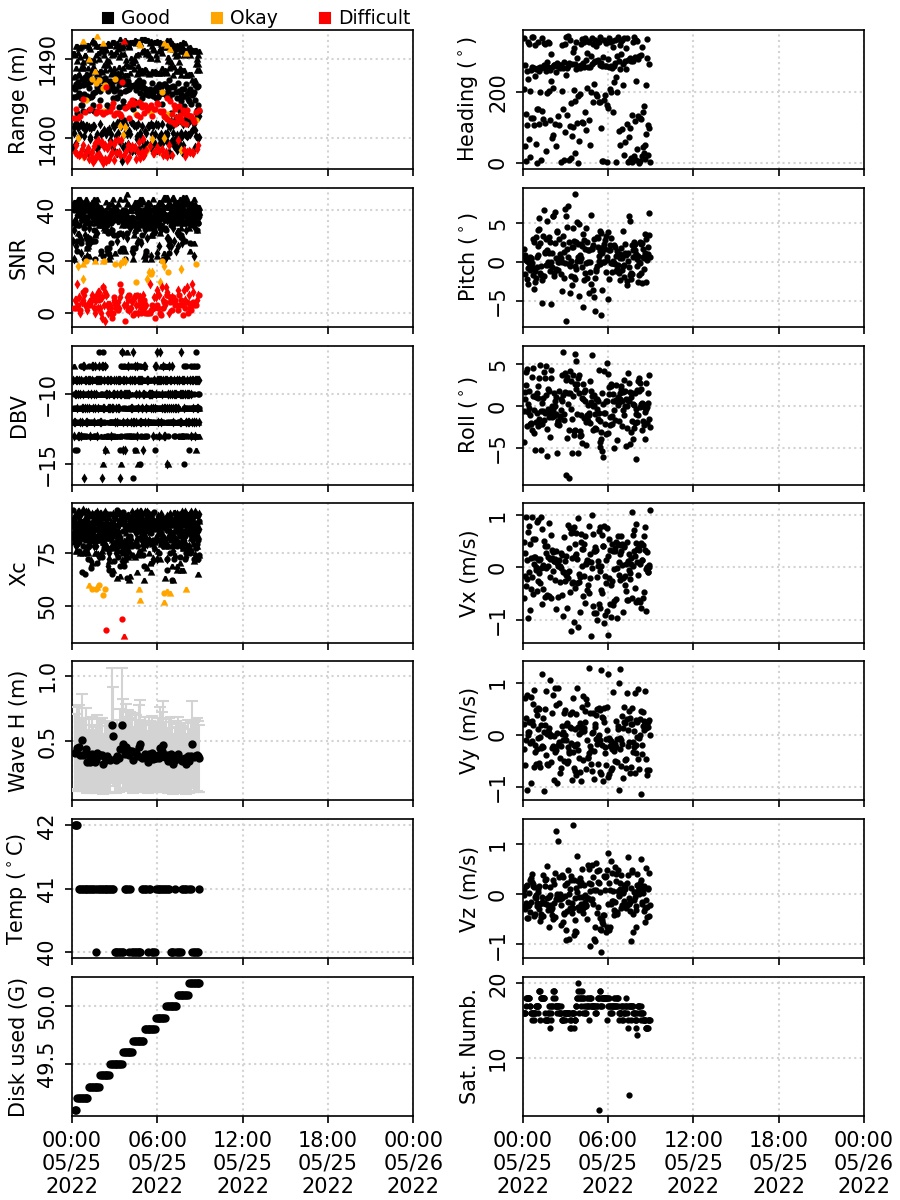 Good Okay Difficult
Range (m) 1490 1400
Heading (°) 200 0
SNR 40 20 0
Pitch (°) 5 0 −5
DBV −10 −15
Roll (°) 5 0 −5
Xc 75 50
Vx (m/s) 1 0 −1
Wave H (m) 1.0 0.5
Vy (m/s) 1 0 −1
Temp (°C) 42 41 40
Vz (m/s) 1 0 −1
Disk used (G) 50.0 49.5
Sat. Numb. 20 10
00:00 06:00 12:00 18:00 00:00 00:00 06:00 12:00 18:00 00:00
05/25 05/25 05/25 05/25 05/26 05/25 05/25 05/25 05/25 05/26
2022 2022 2022 2022 2022 2022 2022 2022 2022 2022